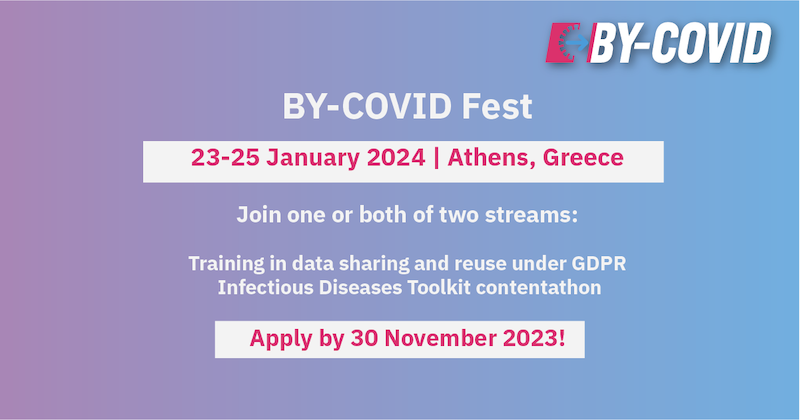 BY-COVID
BY-COVID Fest
23-25 January 2024 | Athens, Greece
Join one or both of two streams:
Training in data sharing and reuse under GDPR
Infectious Diseases Toolkit contentathon
Apply by 30 November 2023!